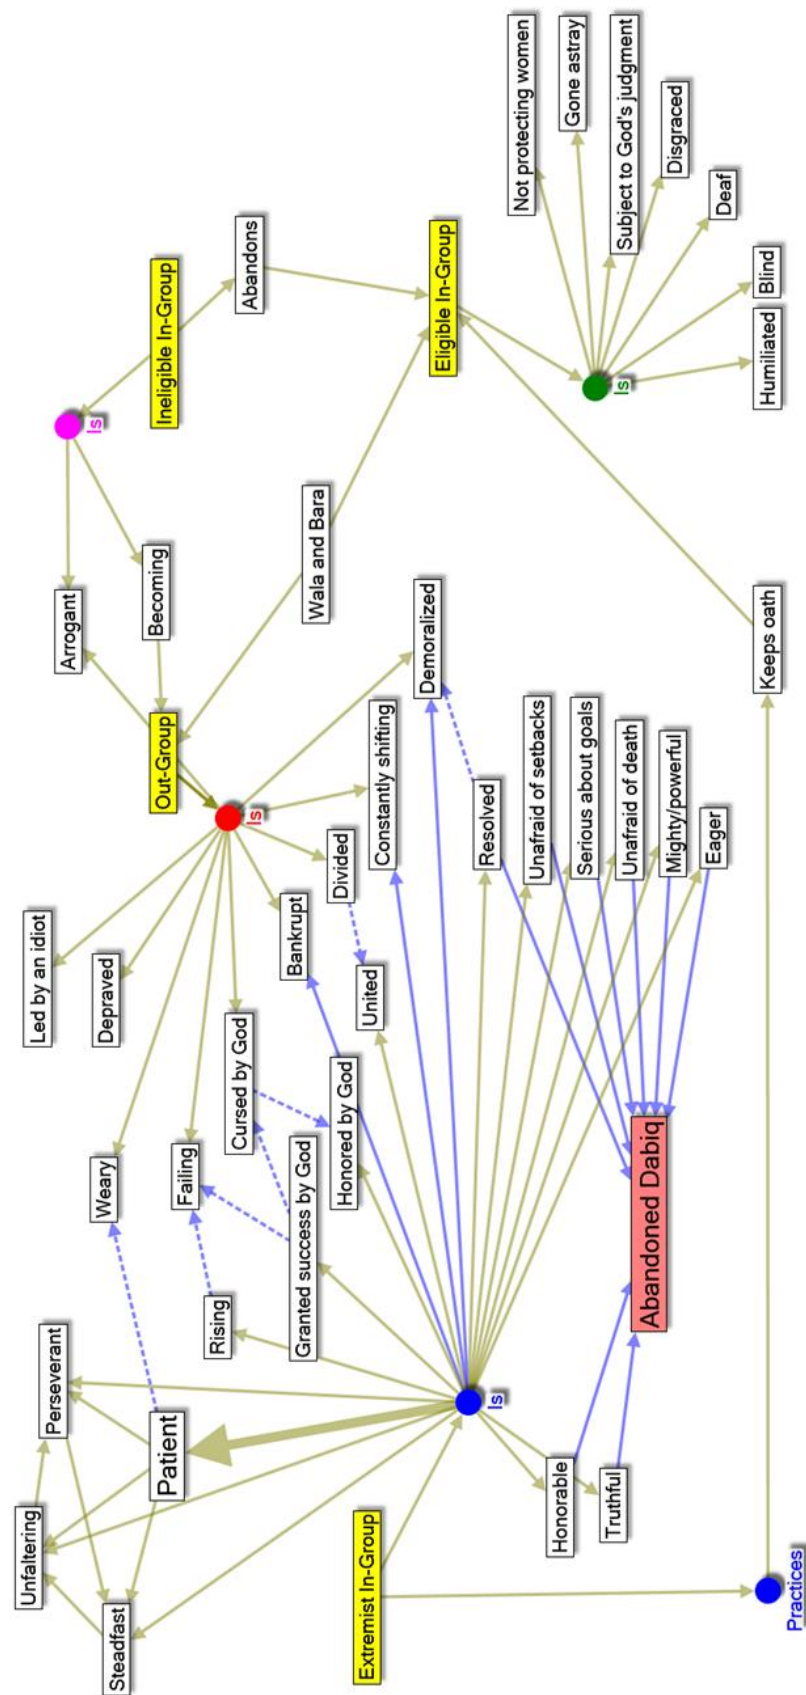 Unfaltering
Led by an idiot
Perseverant
Arrogant
Is
Weary
Depraved
Steadfast
Becoming
Patient
Out-Group
Ineligible In-Group
Failing
Rising
Cursed by God
Abandons
Is
Bankrupt
Granted success by God
Wala and Bara
Divided
Honored by God
Extremist In-Group
United
Constantly shifting
Demoralized
Eligible In-Group
Resolved
Is
Not protecting women
Unafraid of setbacks
Honorable
Gone astray
Serious about goals
Truthful
Is
Subject to God's judgment
Unafraid of death
Abandoned Dabiq
Mighty/powerful
Disgraced
Eager
Deaf
Keeps oath
Humiliated
Blind
Practices